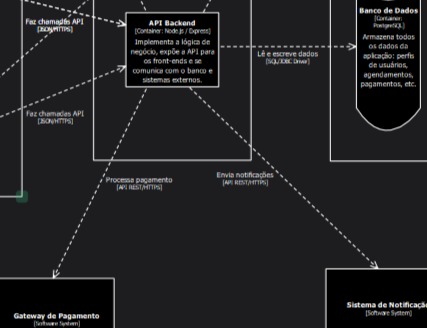 Faz chamadas API
[JSON/HTTPS]
API Backend
[Container: Node.js / Express]
Implementa a lógica de
negócio, expõe a API para
os front-ends e se
comunica com o banco e
sistemas externos.
Lê e escreve dados
[SQL/JDBC Driver]
Banco de Dados
[Container:
PostgreSQL]
Armazena todos
os dados da
aplicação: perfis
de usuários,
agendamentos,
pagamentos, etc.
Faz chamadas API
[JSON/HTTPS]
Processa pagamento
[API REST/HTTPS]
Envia notificações
[API REST/HTTPS]
Gateway de Pagamento
[Software System]
Sistema de Notificaçã
[Software System]